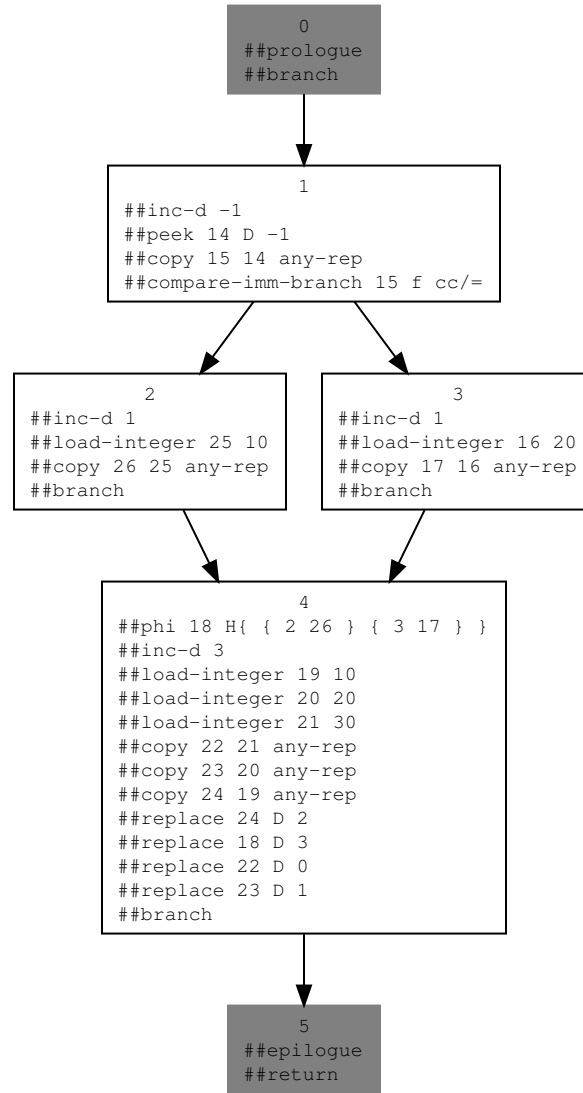 0
##prologue
##branch
1
##inc-d -1
##peek 14 D -1
##copy 15 14 any-rep
##compare-imm-branch 15 f cc/=
2
##inc-d 1
##load-integer 25 10
##copy 26 25 any-rep
##branch
3
##inc-d 1
##load-integer 16 20
##copy 17 16 any-rep
##branch
4
##phi 18 H{ { 2 26 } { 3 17 } }
##inc-d 3
##load-integer 19 10
##load-integer 20 20
##load-integer 21 30
##copy 22 21 any-rep
##copy 23 20 any-rep
##copy 24 19 any-rep
##replace 24 D 2
##replace 18 D 3
##replace 22 D 0
##replace 23 D 1
##branch
5
##epilogue
##return